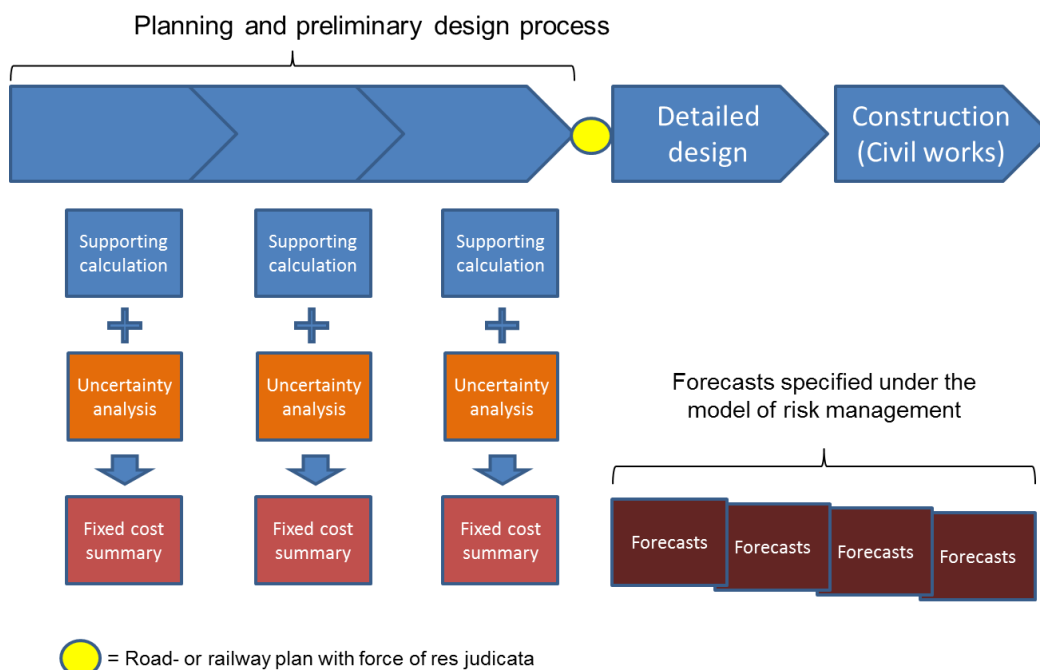 Planning and preliminary design process
Detailed
design
Construction
(Civil works)
Supporting
calculation
Supporting
calculation
Supporting
calculation
Uncertainty
analysis
Uncertainty
analysis
Uncertainty
analysis
Forecasts specified under the
model of risk management
Fixed cost
summary
Fixed cost
summary
Fixed cost
summary
Forecasts
Forecasts
Forecasts
Forecasts
= Road- or railway plan with force of res judicata